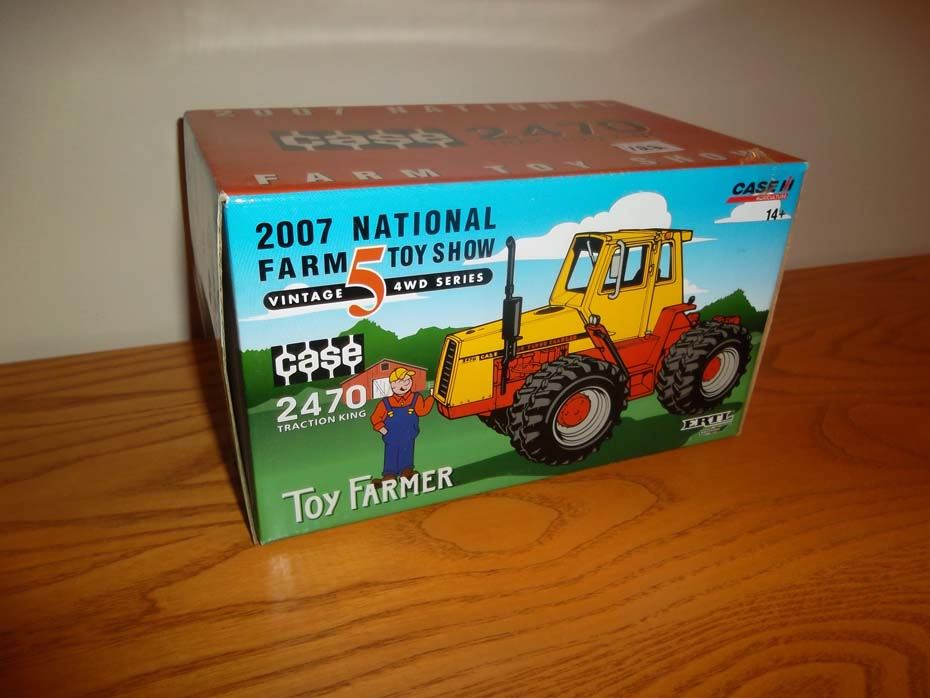 2007 NATIONAL
case 2470
FARM TOY SHOW
2007 NATIONAL
FARM 5 TOY SHOW
VINTAGE 4WD SERIES
CASE IH
AGRICULTURE
14+
case
2470
TRACTION KING
CASE
ERTL
TOY FARMER